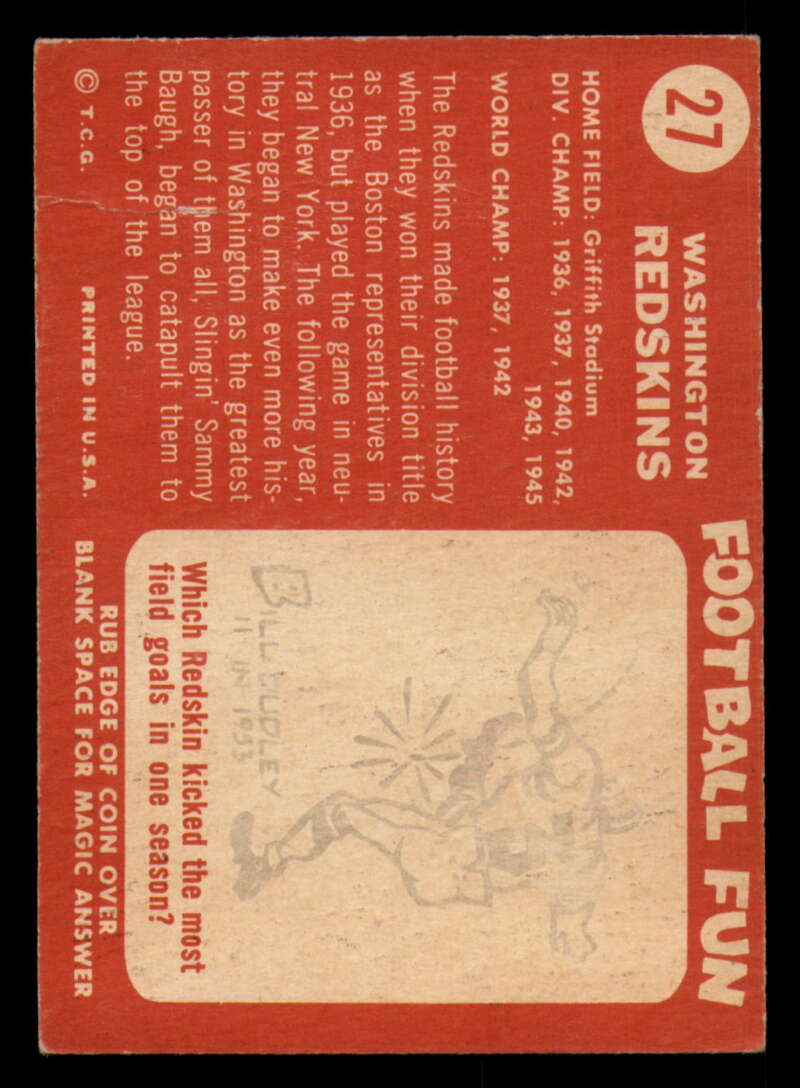 27
WASHINGTON
REDSKINS
HOME FIELD: Griffith Stadium
DIV. CHAMP: 1936, 1937, 1940, 1942,
1943, 1945
WORLD CHAMP: 1937, 1942
The Redskins made football history
when they won their division title
as the Boston representatives in
1936, but played the game in neu-
tral New York. The following year,
they began to make even more his-
tory in Washington as the greatest
passer of them all, Slingin' Sammy
Baugh, began to catapult them to
the top of the league.
© T.C.G. PRINTED IN U.S.A.
FOOTBALL FUN
BILL DUDLEY
11 IN 1953
Which Redskin kicked the most
field goals in one season?
RUB EDGE OF COIN OVER
BLANK SPACE FOR MAGIC ANSWER